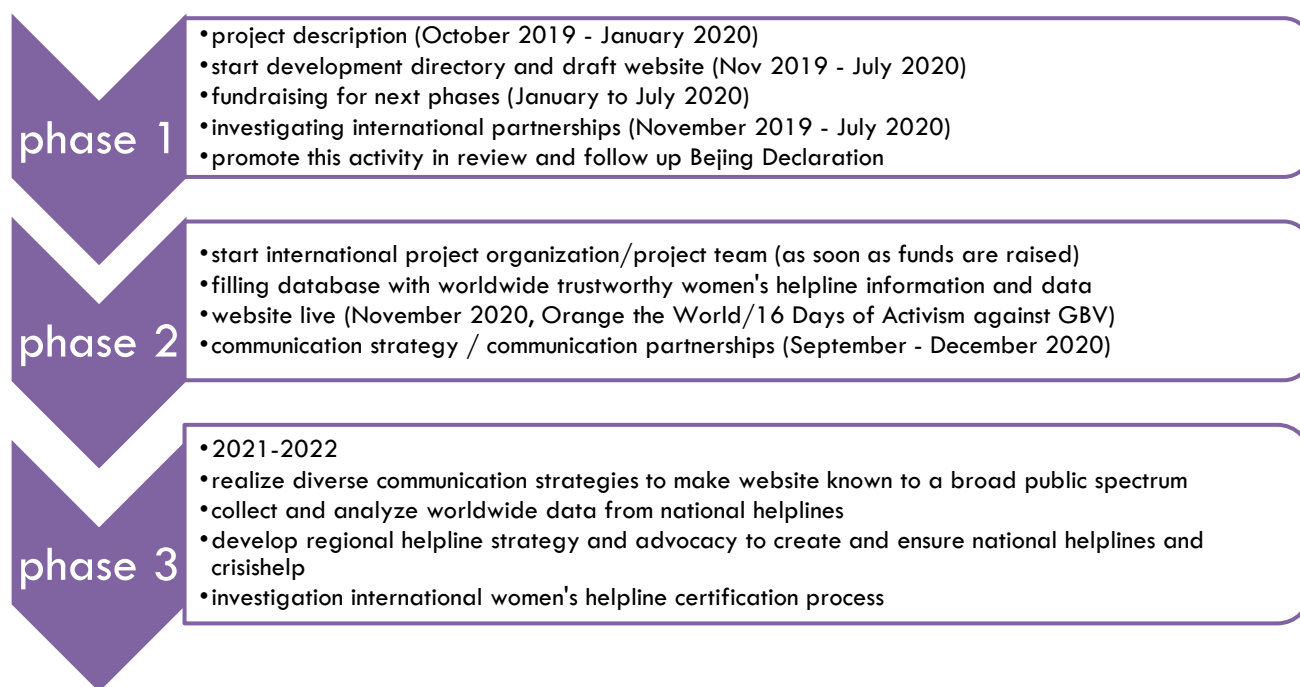 phase 1
•project description (October 2019 - January 2020)
•start development directory and draft website (Nov 2019 - July 2020)
•fundraising for next phases (January to July 2020)
•investigating international partnerships (November 2019 - July 2020)
•promote this activity in review and follow up Bejing Declaration
phase 2
•start international project organization/project team (as soon as funds are raised)
•filling database with worldwide trustworthy women's helpline information and data
•website live (November 2020, Orange the World/16 Days of Activism against GBV)
•communication strategy / communication partnerships (September - December 2020)
phase 3
•2021-2022
•realize diverse communication strategies to make website known to a broad public spectrum
•collect and analyze worldwide data from national helplines
•develop regional helpline strategy and advocacy to create and ensure national helplines and
crisishelp
•investigation international women's helpline certification process